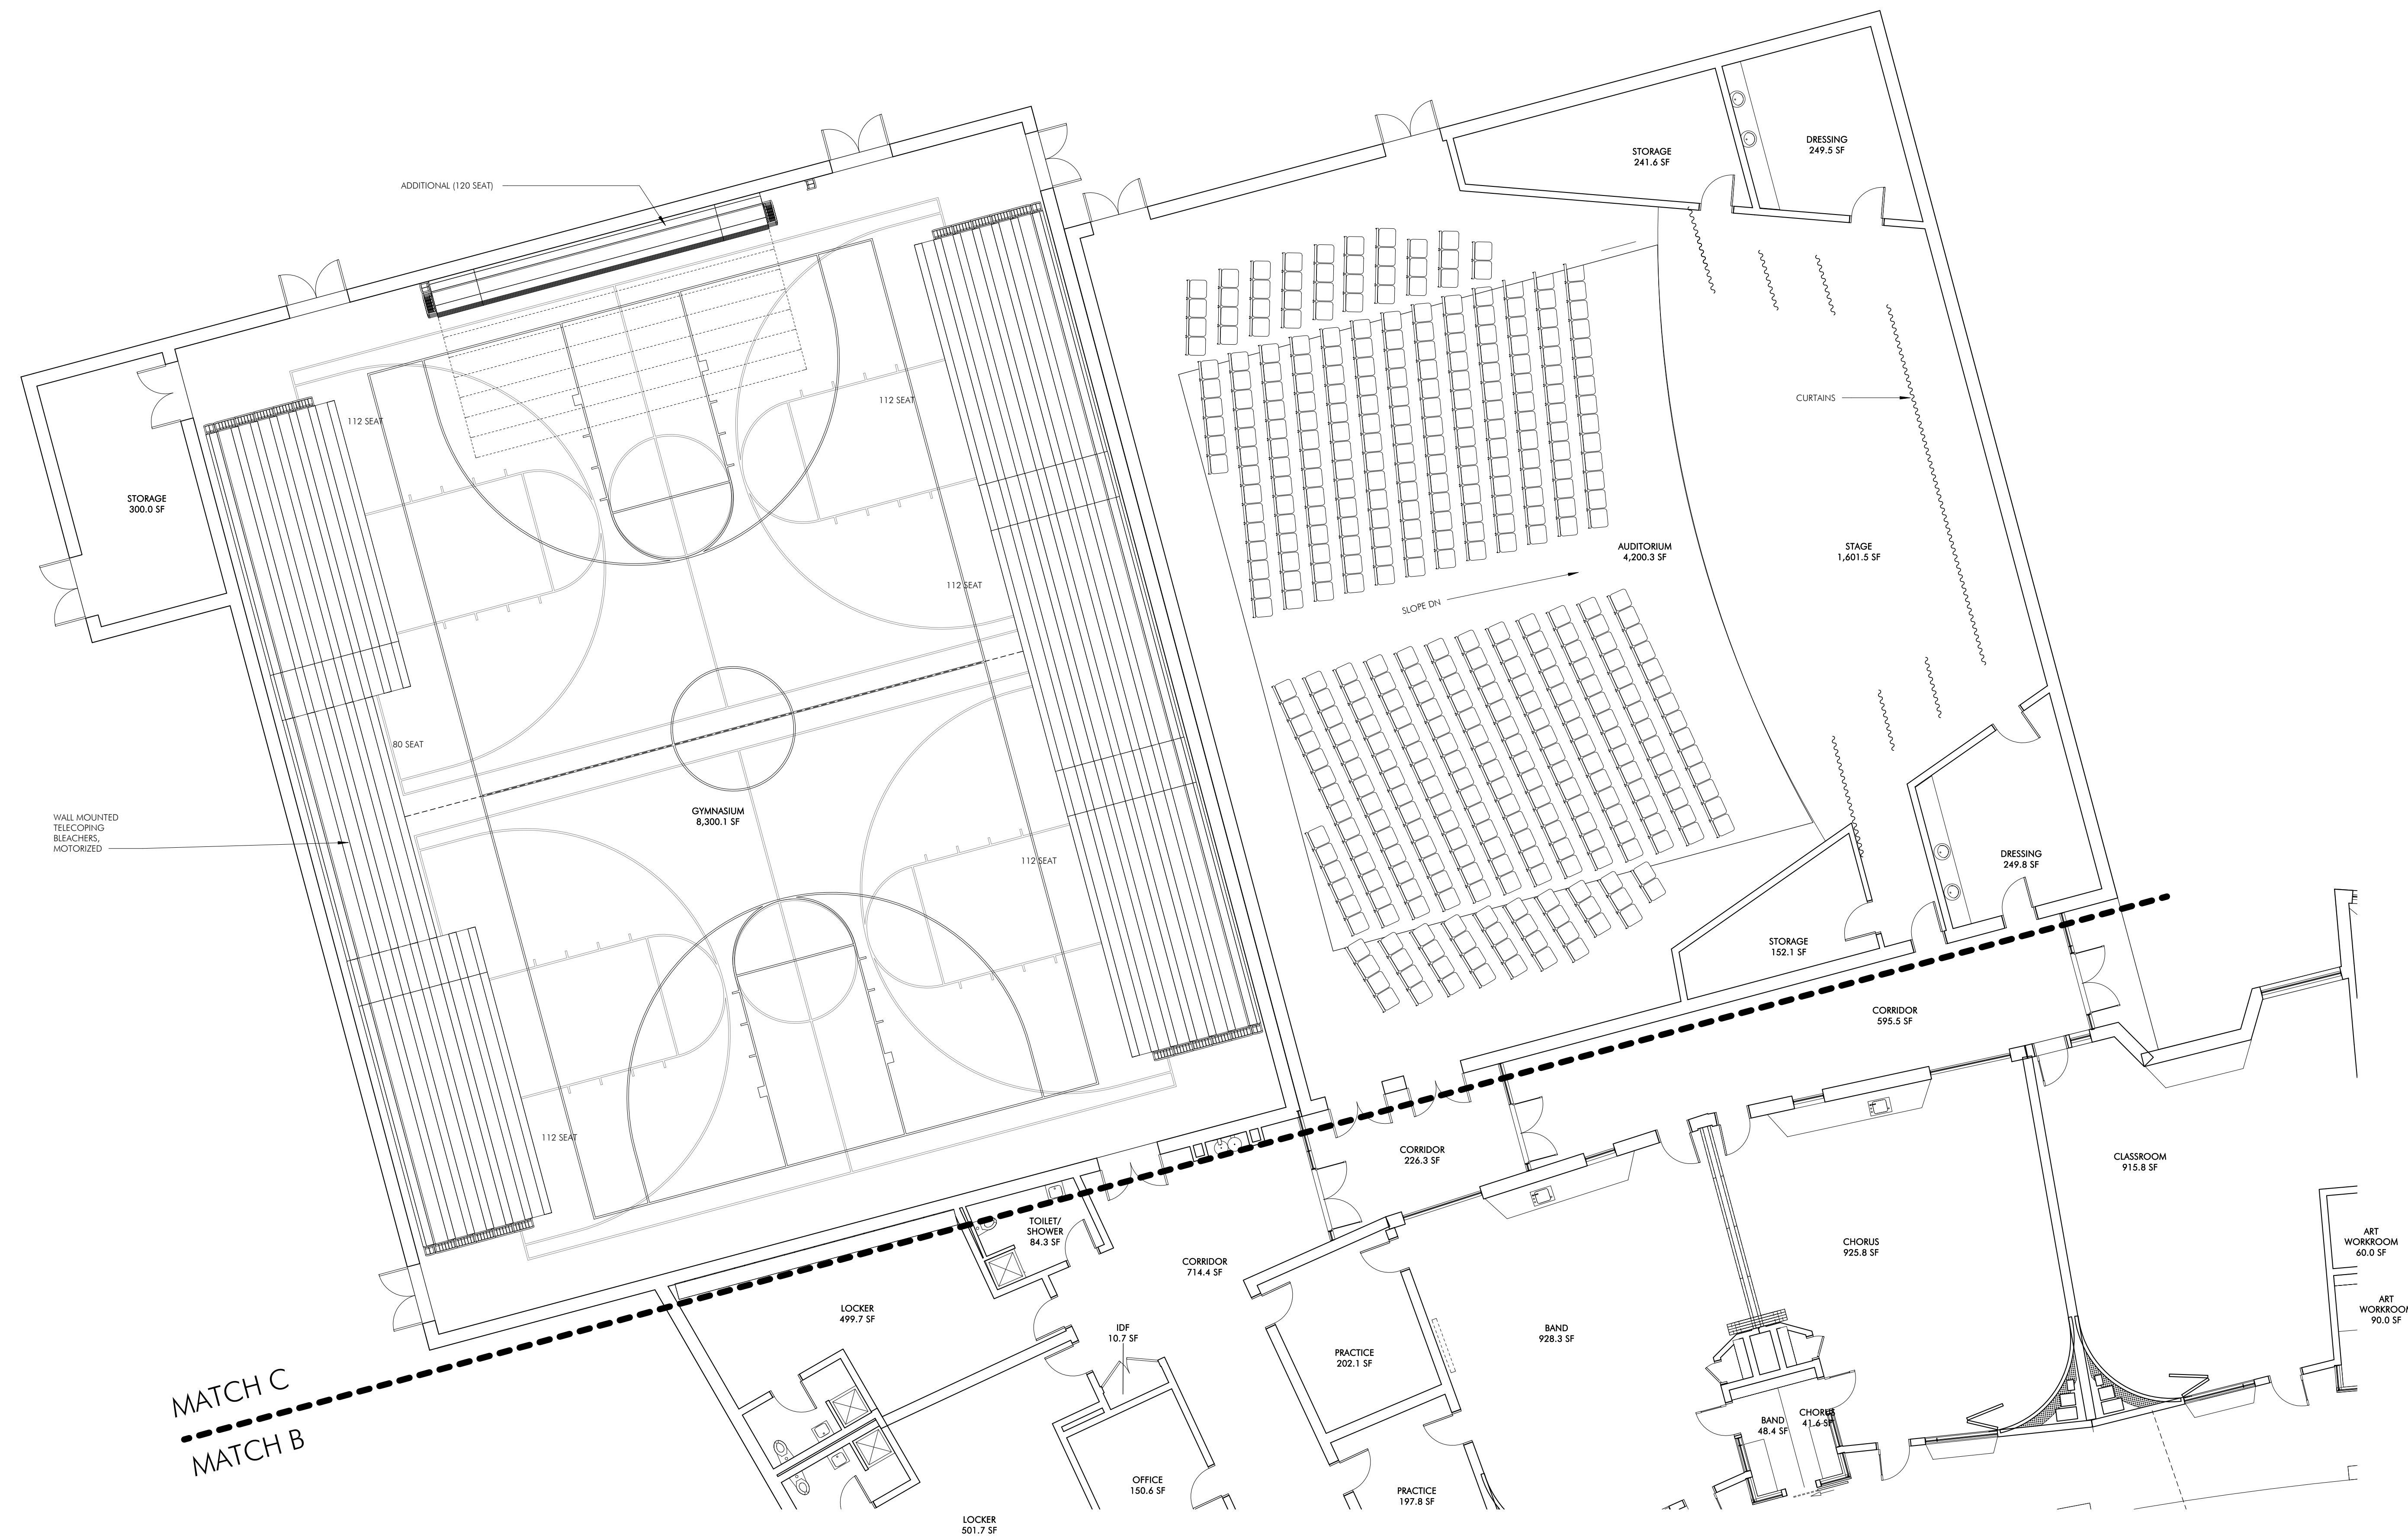 ADDITIONAL (120 SEAT)
STORAGE
241.6 SF
DRESSING
249.5 SF
112 SEAT
112 SEAT
CURTAINS
STORAGE
300.0 SF
112 SEAT
AUDITORIUM
4,200.3 SF
STAGE
1,601.5 SF
SLOPE DN
80 SEAT
GYMNASIUM
8,300.1 SF
WALL MOUNTED
TELECOPING
BLEACHERS,
MOTORIZED
112 SEAT
DRESSING
249.8 SF
STORAGE
152.1 SF
CORRIDOR
595.5 SF
112 SEAT
CORRIDOR
226.3 SF
CLASSROOM
915.8 SF
TOILET/
SHOWER
84.3 SF
CORRIDOR
714.4 SF
CHORUS
925.8 SF
ART
WORKROOM
60.0 SF
LOCKER
499.7 SF
IDF
10.7 SF
BAND
928.3 SF
ART
WORKROOM
90.0 SF
PRACTICE
202.1 SF
MATCH C
MATCH B
BAND
48.4 SF
CHORUS
41.6 SF
OFFICE
150.6 SF
PRACTICE
197.8 SF
LOCKER
501.7 SF